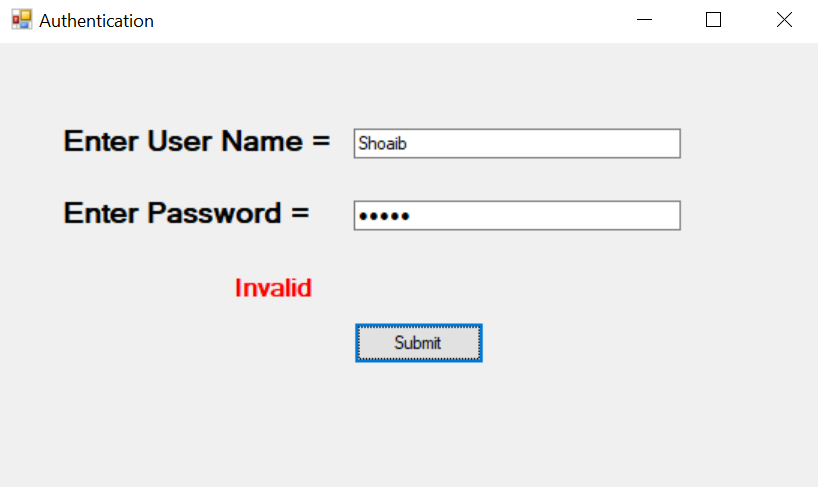 Authentication
Enter User Name = Shoaib
Enter Password = •••••
Invalid
Submit